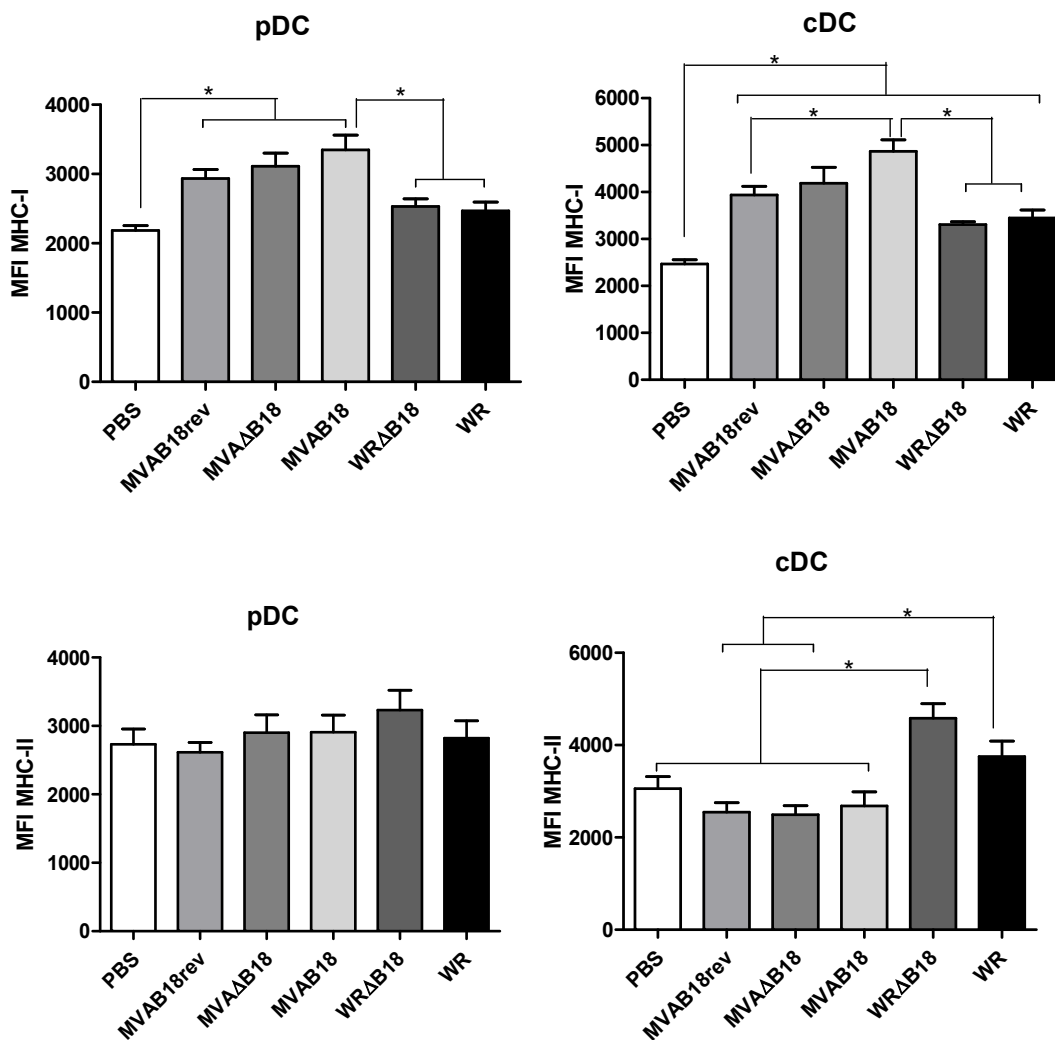 pDC
*
*
4000
3000
2000
1000
0
MFI MHC-I
PBS
MVAB18rev
MVAΔB18
MVAB18
WRΔB18
WR
cDC
*
*
*
6000
5000
4000
3000
2000
1000
0
MFI MHC-I
PBS
MVAB18rev
MVAΔB18
MVAB18
WRΔB18
WR
pDC
4000
3000
2000
1000
0
MFI MHC-II
PBS
MVAB18rev
MVAΔB18
MVAB18
WRΔB18
WR
cDC
*
*
6000
4000
2000
0
MFI MHC-II
PBS
MVAB18rev
MVAΔB18
MVAB18
WRΔB18
WR